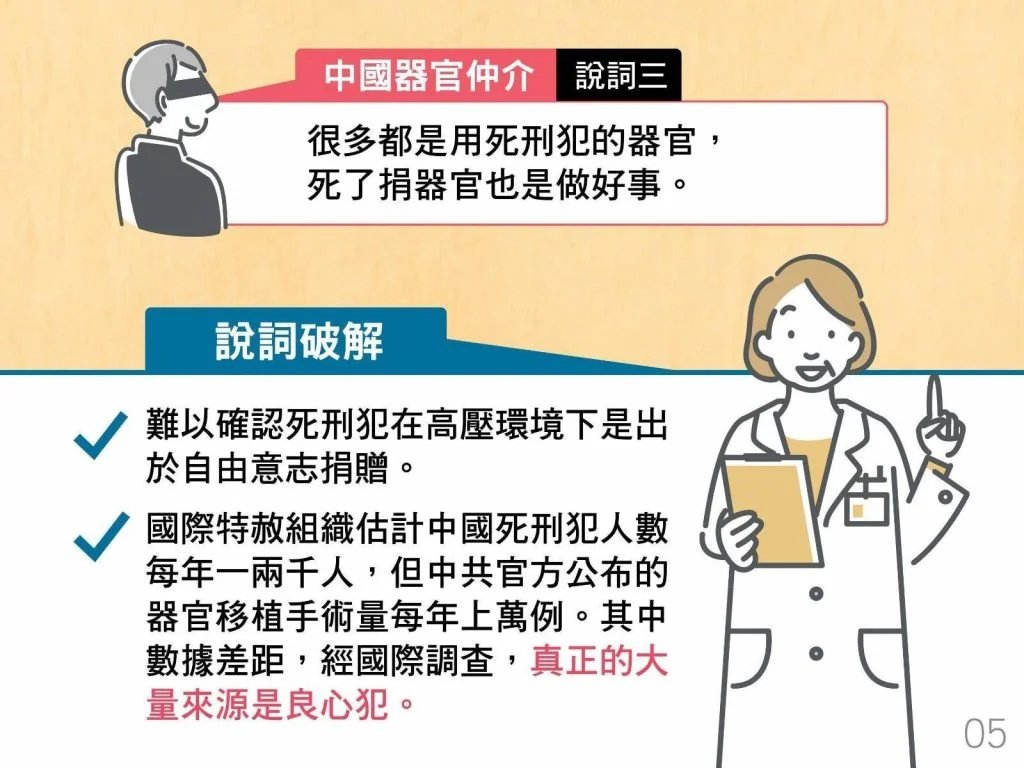 中國器官仲介 說詞三
很多都是用死刑犯的器官，
死了捐器官也是做好事。
說詞破解
難以確認死刑犯在高壓環境下是出
於自由意志捐贈。
國際特赦組織估計中國死刑犯人數
每年一兩千人，但中共官方公布的
器官移植手術量每年上萬例。其中
數據差距，經國際調查，真正的大
量來源是良心犯。
05